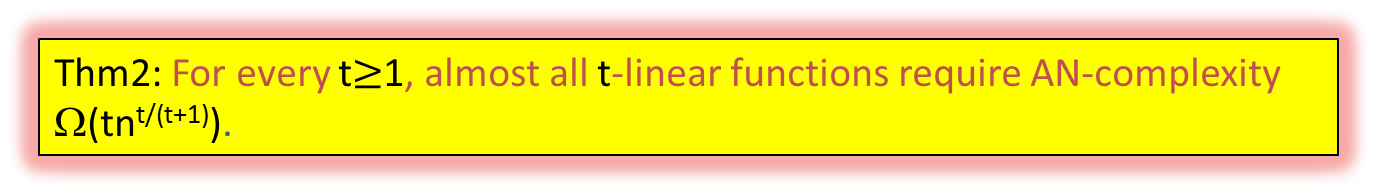 Thm2: For every t≥1, almost all t-linear functions require AN-complexity
Ω(tn^{t/(t+1)}).